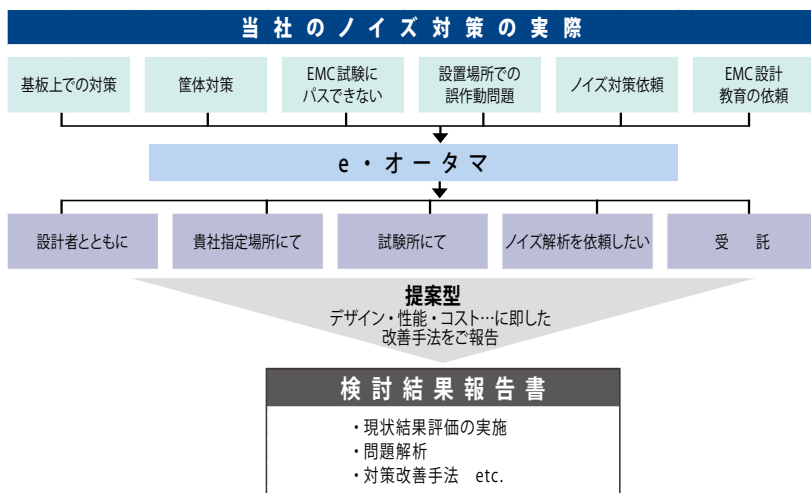 当社のノイズ対策の実際
基板上での対策
筐体対策
EMC試験に
パスできない
設置場所での
誤作動問題
ノイズ対策依頼
EMC設計
教育の依頼
e・オータマ
設計者とともに
貴社指定場所にて
試験所にて
ノイズ解析を依頼したい
受　託
提案型
デザイン・性能・コスト…に即した
改善手法をご報告
検討結果報告書
・現状結果評価の実施
・問題解析
・対策改善手法　etc.